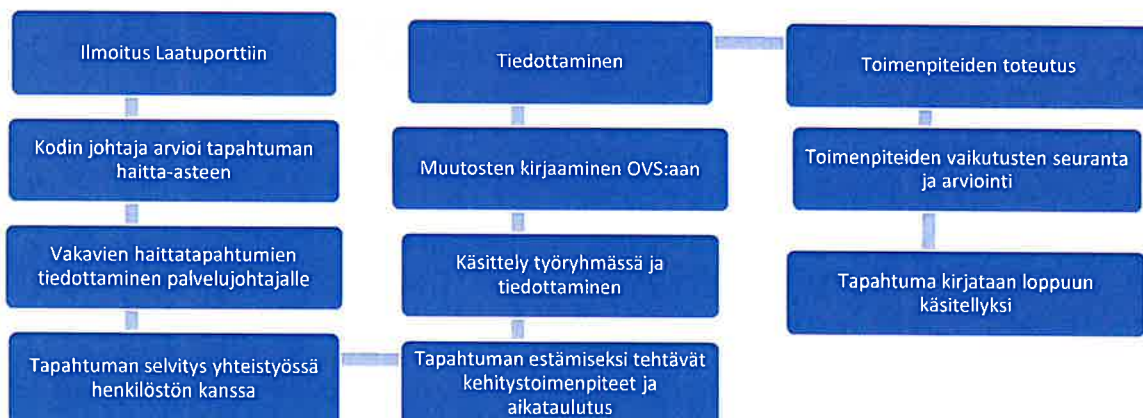 Ilmoitus Laatuporttiin
Kodin johtaja arvioi tapahtuman
haitta-asteen
Vakavien haittatapahtumien
tiedottaminen palvelujohtajalle
Tapahtuman selvitys yhteistyössä
henkilöstön kanssa
Tapahtuman estämiseksi tehtävät
kehitystoimenpiteet ja
aikataulutus
Käsittely työryhmässä ja
tiedottaminen
Muutosten kirjaaminen OVS:aan
Tiedottaminen
Toimenpiteiden toteutus
Toimenpiteiden vaikutusten seuranta
ja arviointi
Tapahtuma kirjataan loppuun
käsitellyksi